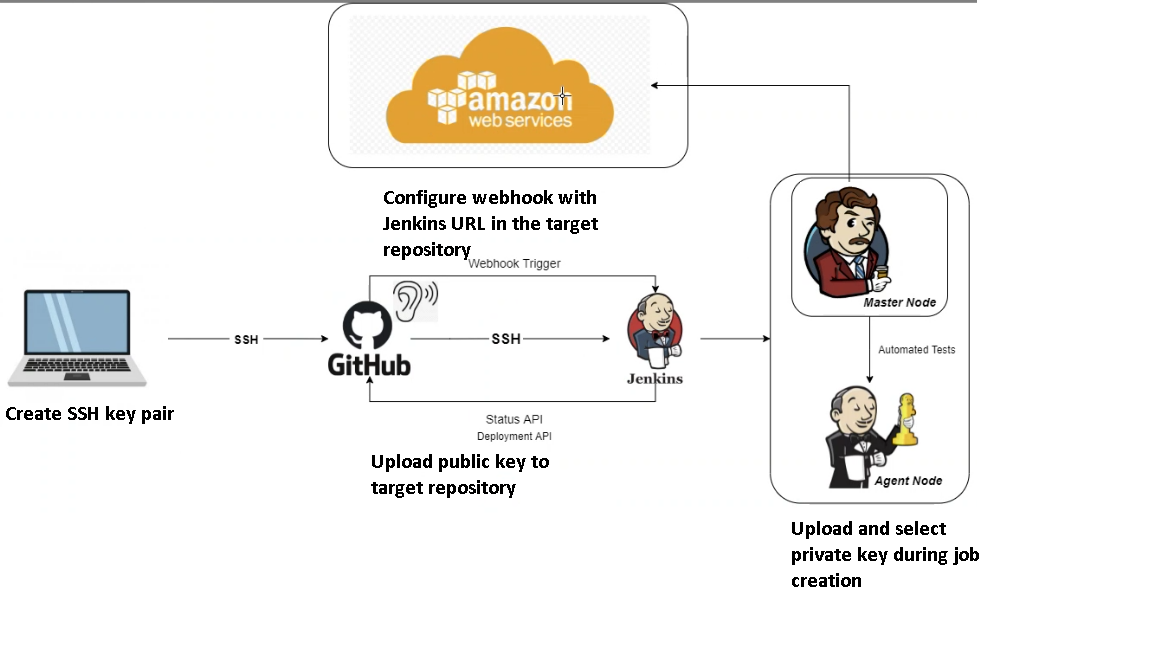 amazon
web services
Configure webhook with
Jenkins URL in the target
repository
Webhook Trigger
SSH
GitHub
SSH
Jenkins
Master Node
Automated Tests
Create SSH key pair
Status API
Deployment API
Upload public key to
target repository
Agent Node
Upload and select
private key during job
creation